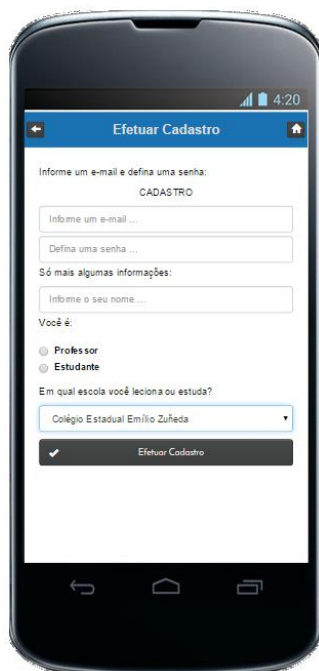 4:20
Efetuar Cadastro
Informe um e-mail e defina uma senha:
CADASTRO
Informe um e-mail ...
Defina uma senha ...
Só mais algumas informações:
Informe o seu nome ...
Você é:
Professor
Estudante
Em qual escola você leciona ou estuda?
Colégio Estadual Emílio Zuñeda
Efetuar Cadastro